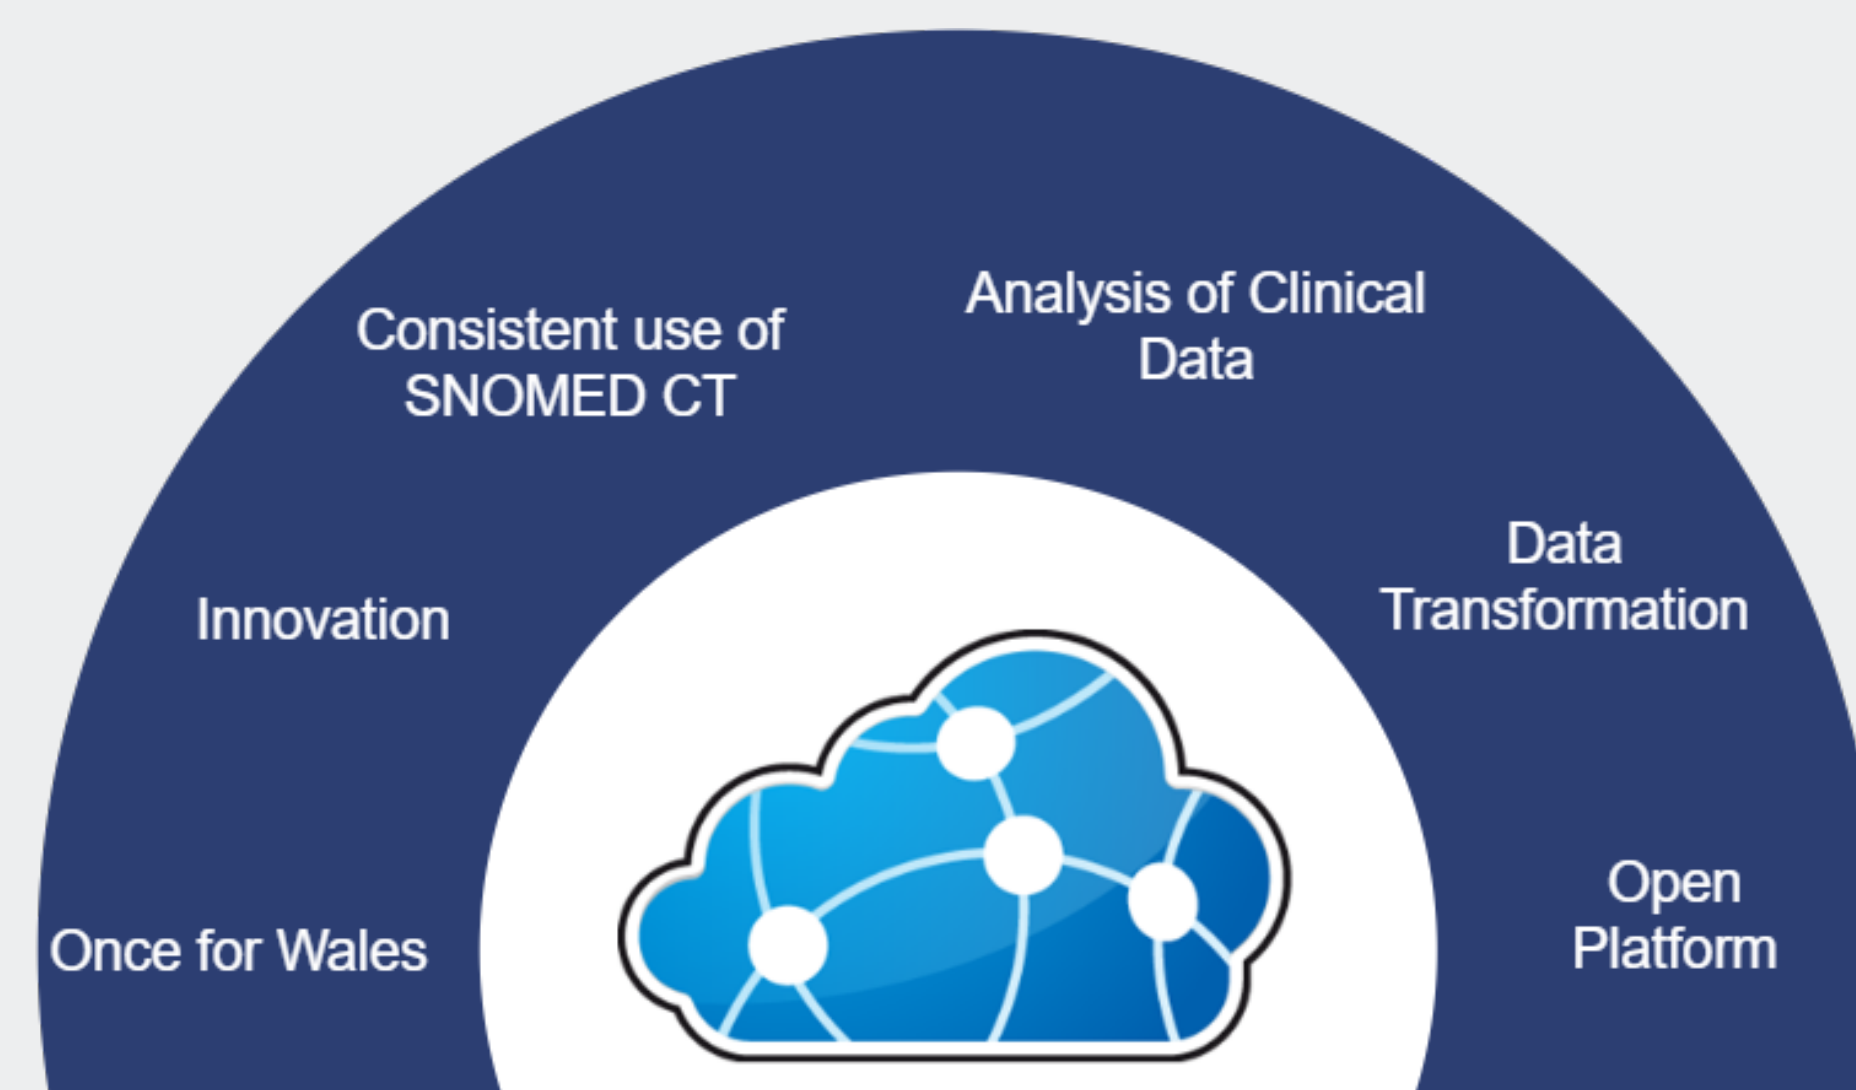 Analysis of Clinical
Data
Consistent use of
SNOMED CT
Data
Transformation
Innovation
Open
Platform
Once for Wales